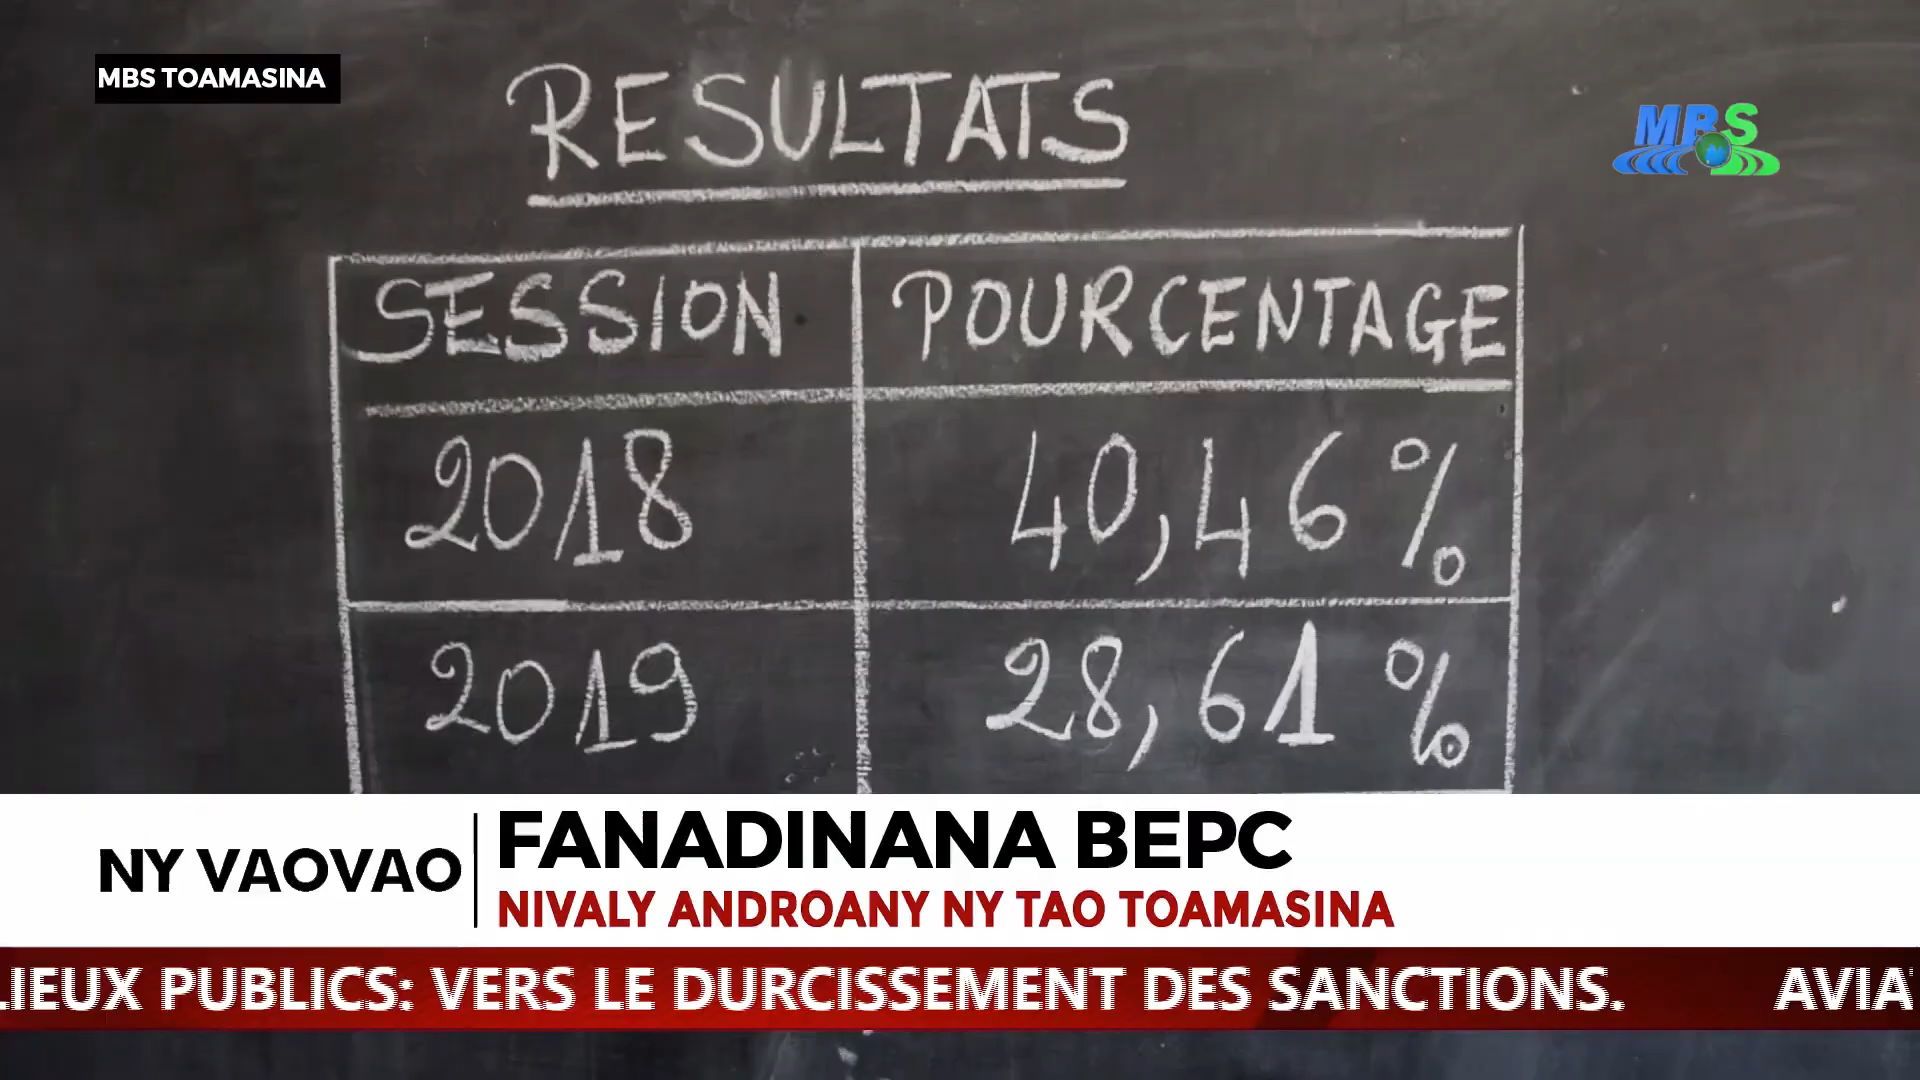 MBS TOAMASINA
RESULTATS
MBS
SESSION POURCENTAGE
2018 40,46 %
2019 28,61 %
NY VAOVAO
FANADINANA BEPC
NIVALY ANDROANY NY TAO TOAMASINA
LIEUX PUBLICS: VERS LE DURCISSEMENT DES SANCTIONS. AVIA